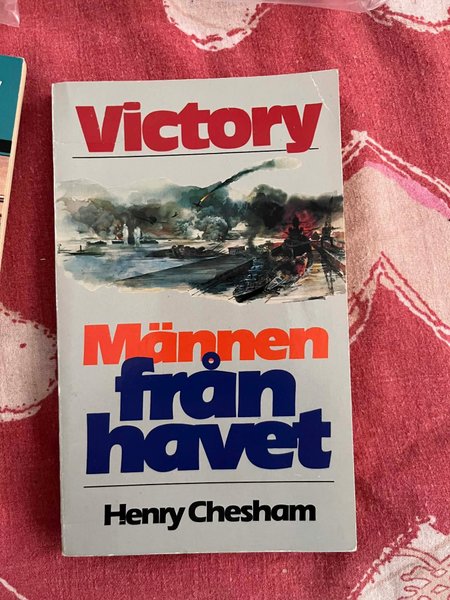 Victory
Männen
från
havet
Henry Chesham